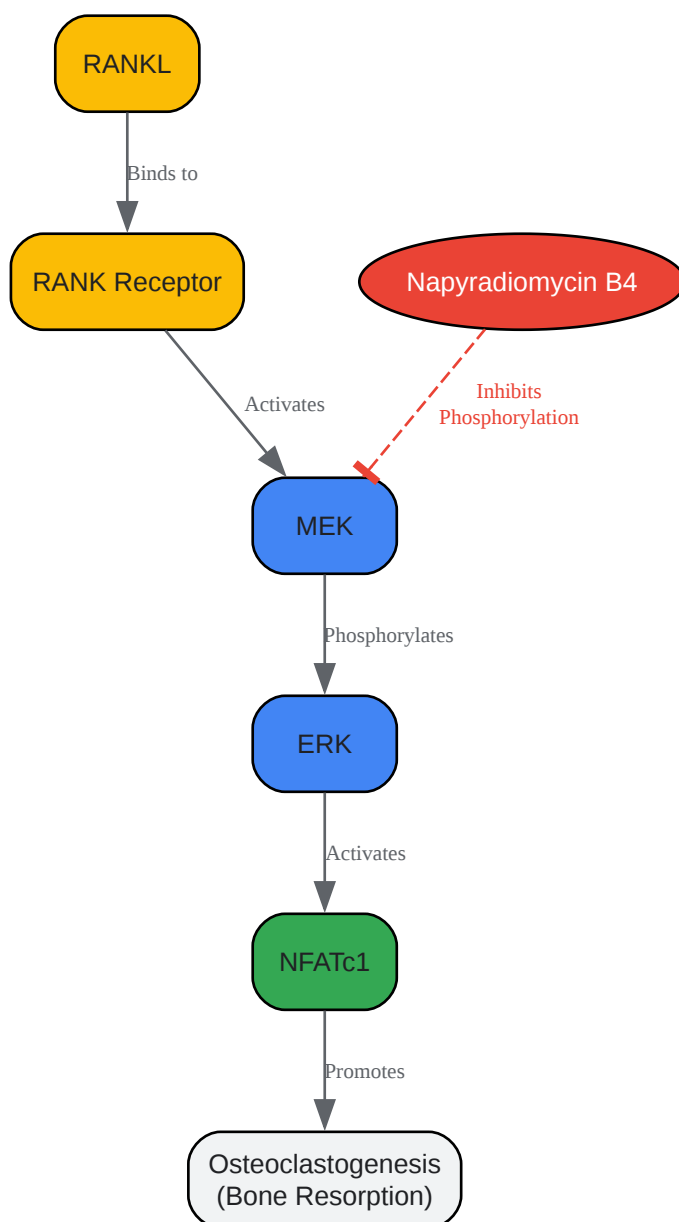 RANKL
Binds to
RANK Receptor
Napyradiomycin B4
Activates
Inhibits
Phosphorylation
MEK
Phosphorylates
ERK
Activates
NFATc1
Promotes
Osteoclastogenesis
(Bone Resorption)